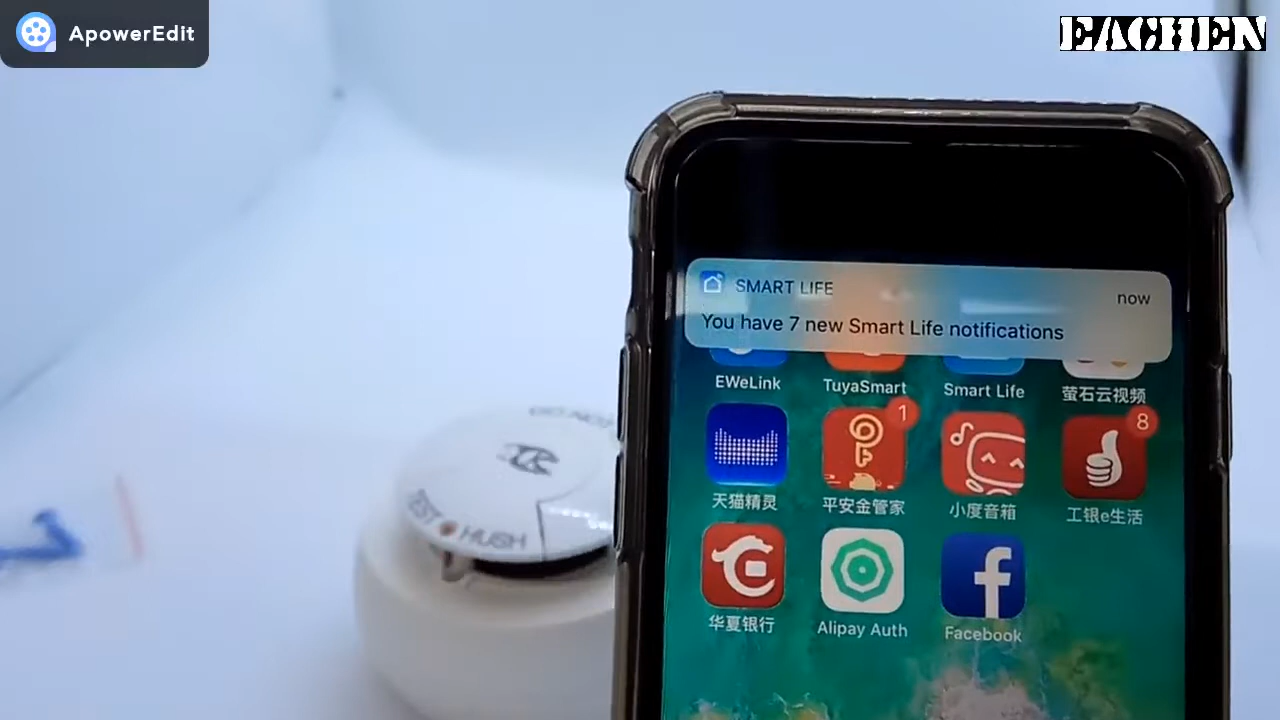 ApowerEdit
EACHEN
SMART LIFE
now
You have 7 new Smart Life notifications
EWeLink
TuyaSmart
Smart Life
萤石云视频
1
8
天猫精灵
平安金管家
小度音箱
工银e生活
华夏银行
Alipay Auth
Facebook
TEST HUSH